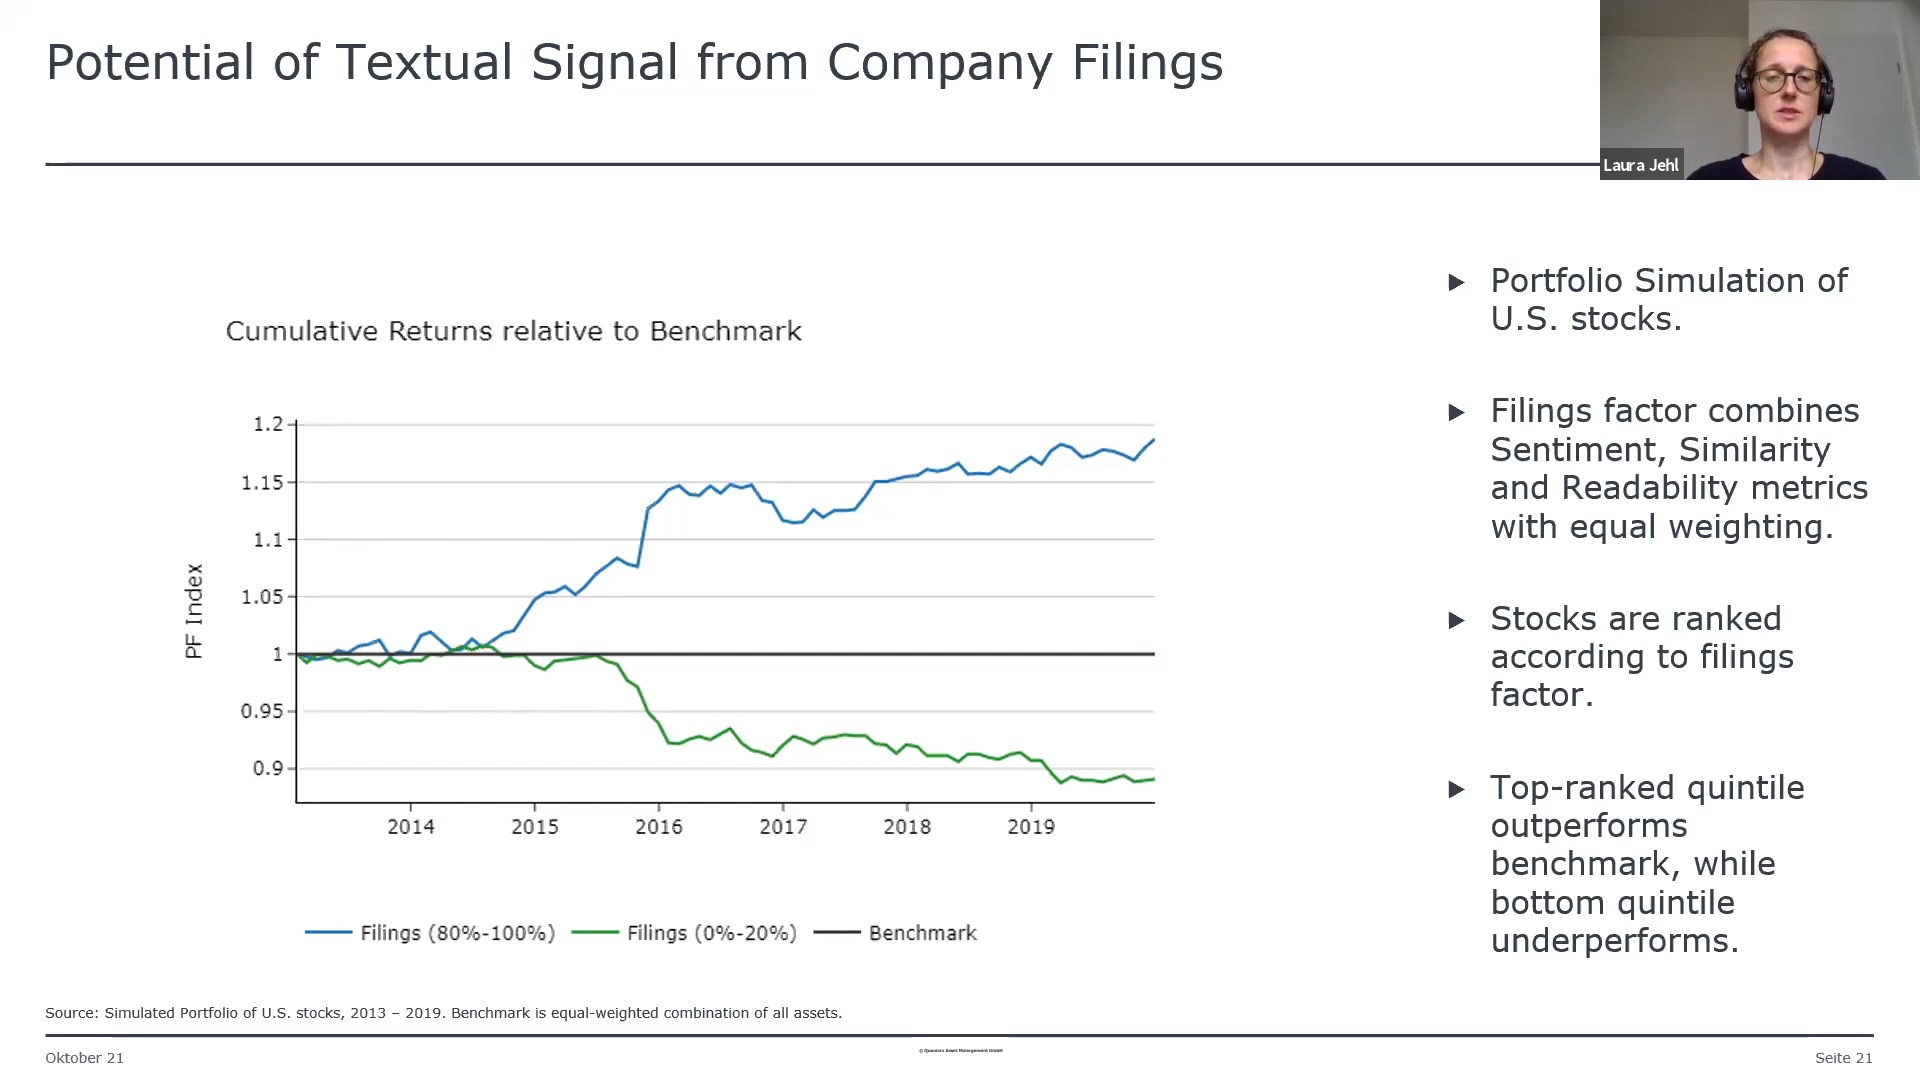 Potential of Textual Signal from Company Filings
Laura Jehl
Cumulative Returns relative to Benchmark
PF Index
1.2
1.15
1.1
1.05
1
0.95
0.9
2014 2015 2016 2017 2018 2019
Filings (80%-100%) Filings (0%-20%) Benchmark
Portfolio Simulation of
U.S. stocks.
Filings factor combines
Sentiment, Similarity
and Readability metrics
with equal weighting.
Stocks are ranked
according to filings
factor.
Top-ranked quintile
outperforms
benchmark, while
bottom quintile
underperforms.
Source: Simulated Portfolio of U.S. stocks, 2013 – 2019. Benchmark is equal-weighted combination of all assets.
Oktober 21
© Quantum Asset Management GmbH
Seite 21